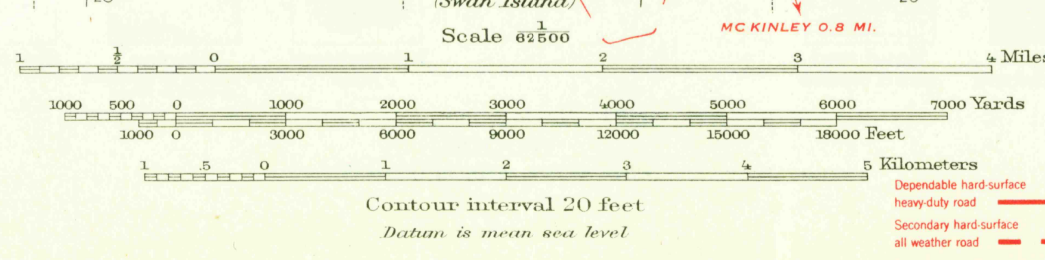 (Swan Island)
Scale 1/62500
MC KINLEY 0.8 MI.
1 ½ 0 1 2 3 4 Miles
1000 500 0 1000 2000 3000 4000 5000 6000 7000 Yards
1000 0 3000 6000 9000 12000 15000 18000 Feet
1 .5 0 1 2 3 4 5 Kilometers
Contour interval 20 feet
Datum is mean sea level
Dependable hard-surface
heavy-duty road
Secondary hard-surface
all weather road